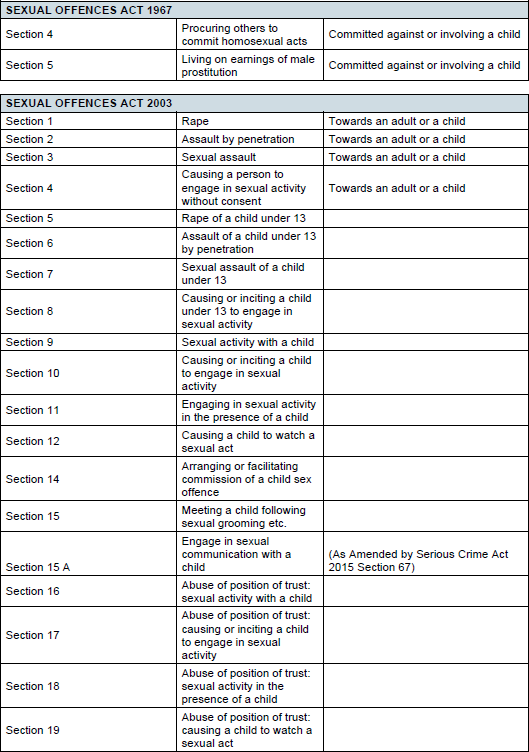 SEXUAL OFFENCES ACT 1967
Section 4 Procuring others to commit homosexual acts Committed against or involving a child
Section 5 Living on earnings of male prostitution Committed against or involving a child
SEXUAL OFFENCES ACT 2003
Section 1 Rape Towards an adult or a child
Section 2 Assault by penetration Towards an adult or a child
Section 3 Sexual assault Towards an adult or a child
Section 4 Causing a person to engage in sexual activity without consent Towards an adult or a child
Section 5 Rape of a child under 13
Section 6 Assault of a child under 13 by penetration
Section 7 Sexual assault of a child under 13
Section 8 Causing or inciting a child under 13 to engage in sexual activity
Section 9 Sexual activity with a child
Section 10 Causing or inciting a child to engage in sexual activity
Section 11 Engaging in sexual activity in the presence of a child
Section 12 Causing a child to watch a sexual act
Section 14 Arranging or facilitating commission of a child sex offence
Section 15 Meeting a child following sexual grooming etc.
Section 15 A Engage in sexual communication with a child (As Amended by Serious Crime Act 2015 Section 67)
Section 16 Abuse of position of trust: sexual activity with a child
Section 17 Abuse of position of trust: causing or inciting a child to engage in sexual activity
Section 18 Abuse of position of trust: sexual activity in the presence of a child
Section 19 Abuse of position of trust: causing a child to watch a sexual act